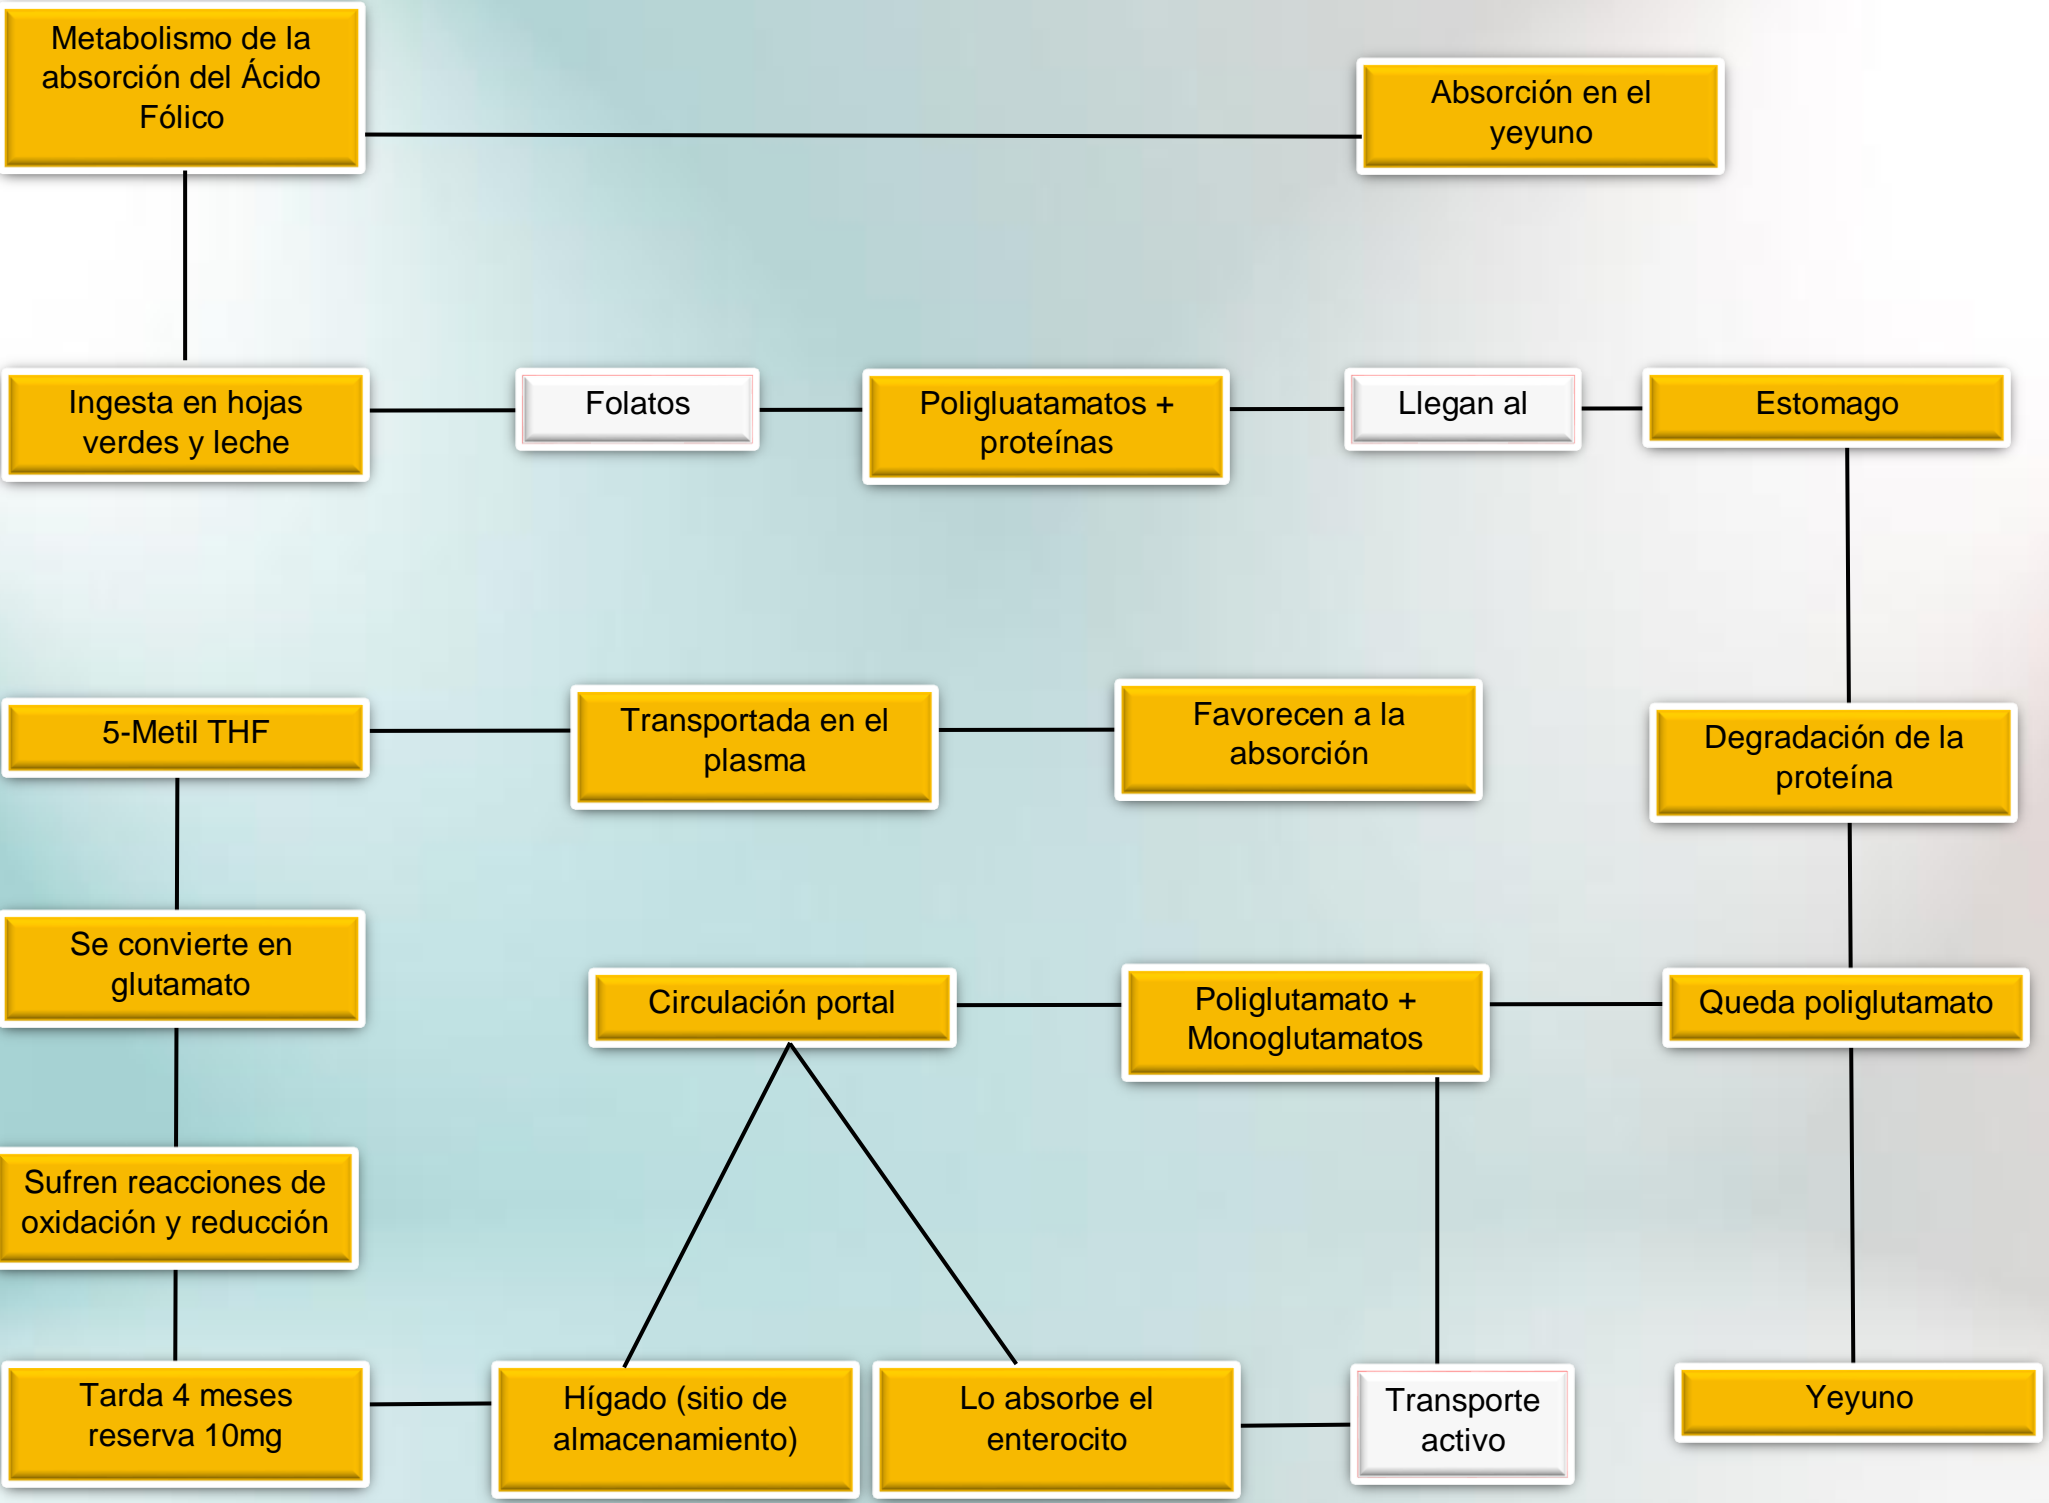 Metabolismo de la
absorción del Ácido
Fólico
Absorción en el
yeyuno
Ingesta en hojas
verdes y leche
Folatos
Poligluatamatos +
proteínas
Llegan al
Estomago
5-Metil THF
Transportada en el
plasma
Favorecen a la
absorción
Degradación de la
proteína
Se convierte en
glutamato
Circulación portal
Poliglutamato +
Monoglutamatos
Queda poliglutamato
Sufren reacciones de
oxidación y reducción
Tarda 4 meses
reserva 10mg
Hígado (sitio de
almacenamiento)
Lo absorbe el
enterocito
Transporte
activo
Yeyuno